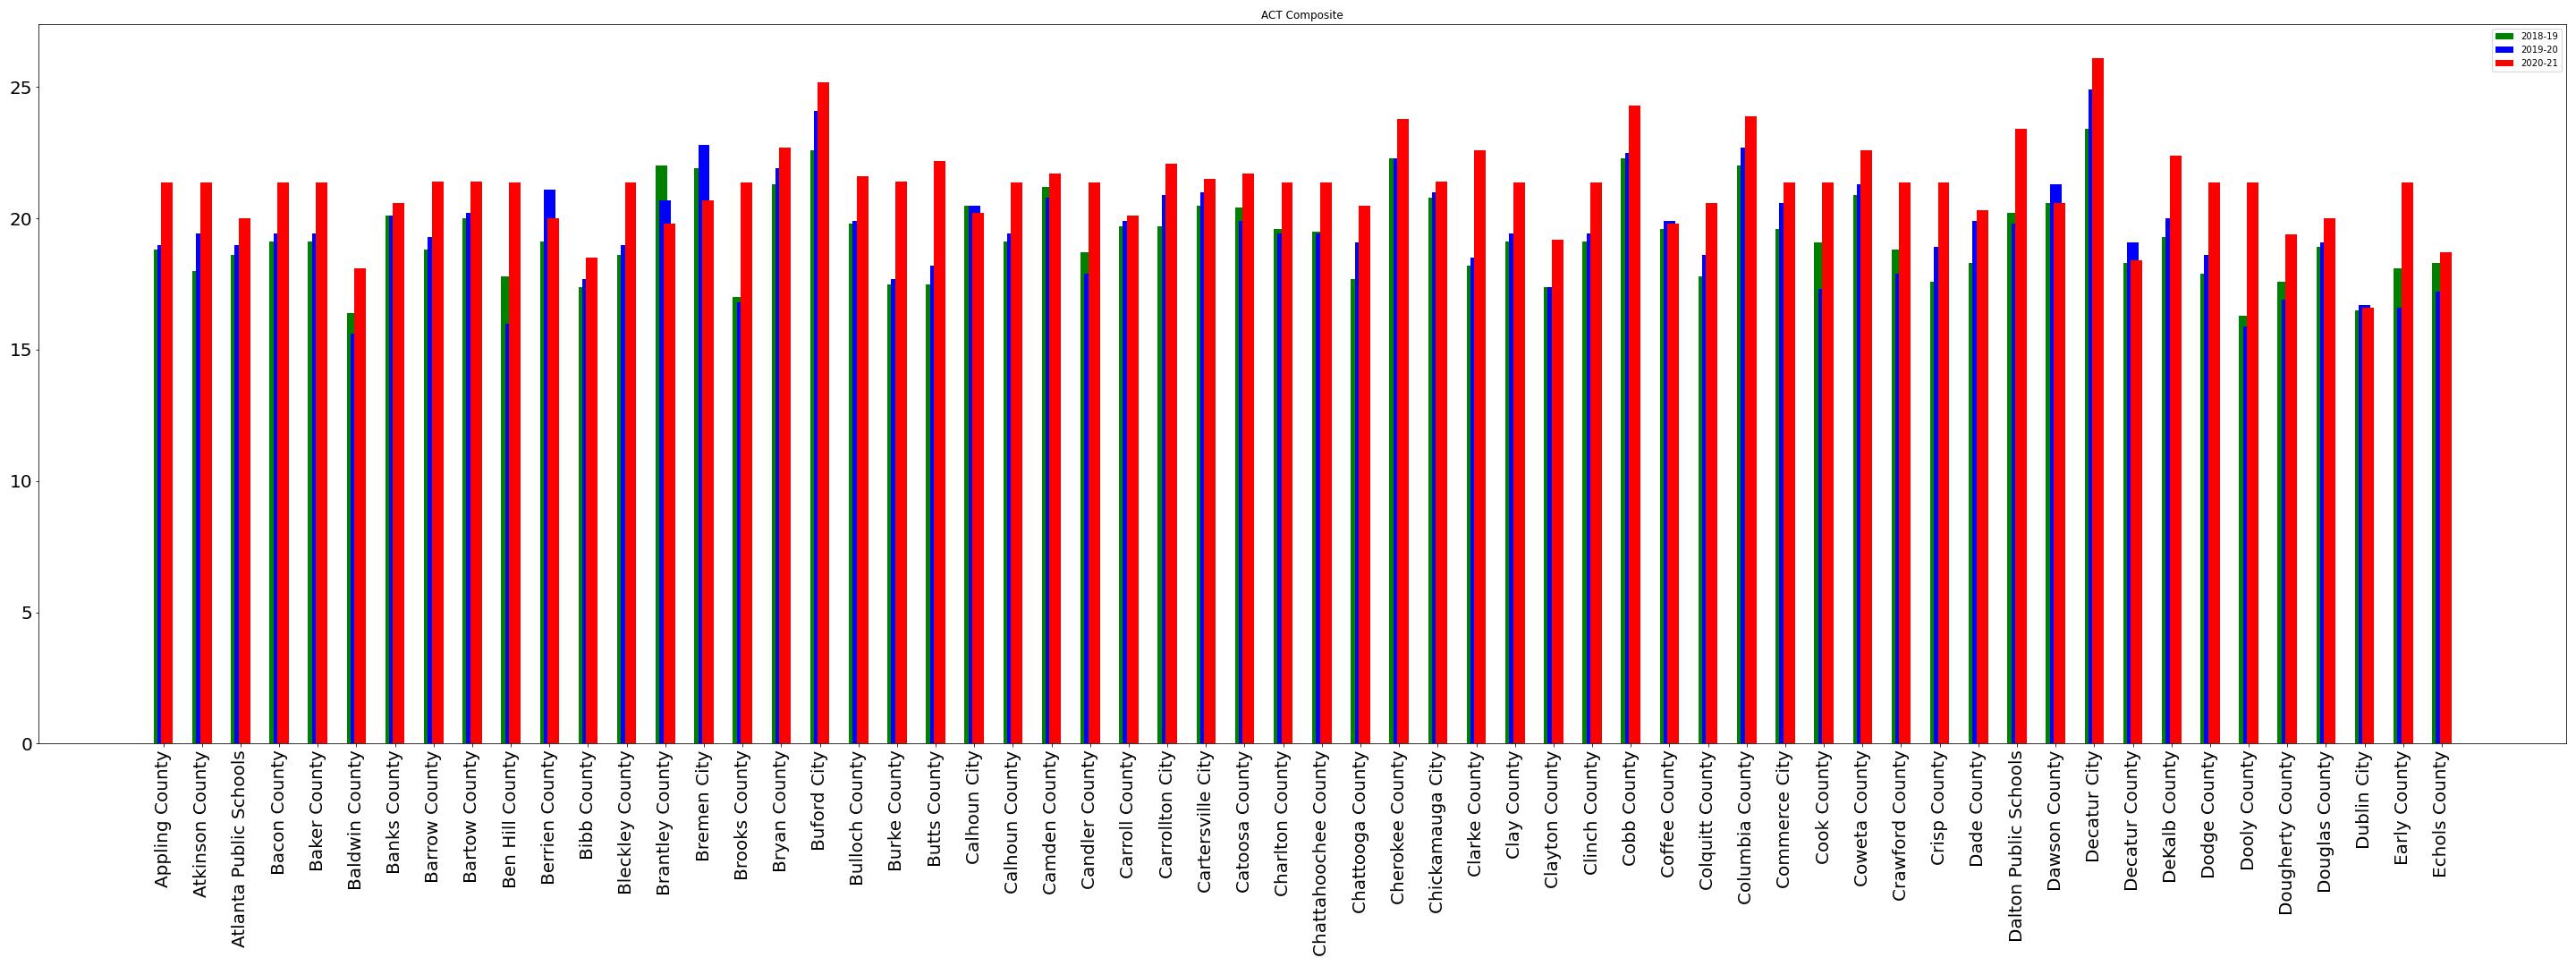 ACT Composite
2018-19
2019-20
2020-21
25
20
15
10
5
0
Appling County
Atkinson County
Atlanta Public Schools
Bacon County
Baker County
Baldwin County
Banks County
Barrow County
Bartow County
Ben Hill County
Berrien County
Bibb County
Bleckley County
Brantley County
Bremen City
Brooks County
Bryan County
Buford City
Bulloch County
Burke County
Butts County
Calhoun City
Calhoun County
Camden County
Candler County
Carroll County
Carrollton City
Cartersville City
Catoosa County
Charlton County
Chattahoochee County
Chattooga County
Cherokee County
Chickamauga City
Clarke County
Clay County
Clayton County
Clinch County
Cobb County
Coffee County
Colquitt County
Columbia County
Commerce City
Cook County
Coweta County
Crawford County
Crisp County
Dade County
Dalton Public Schools
Dawson County
Decatur City
Decatur County
DeKalb County
Dodge County
Dooly County
Dougherty County
Douglas County
Dublin City
Early County
Echols County